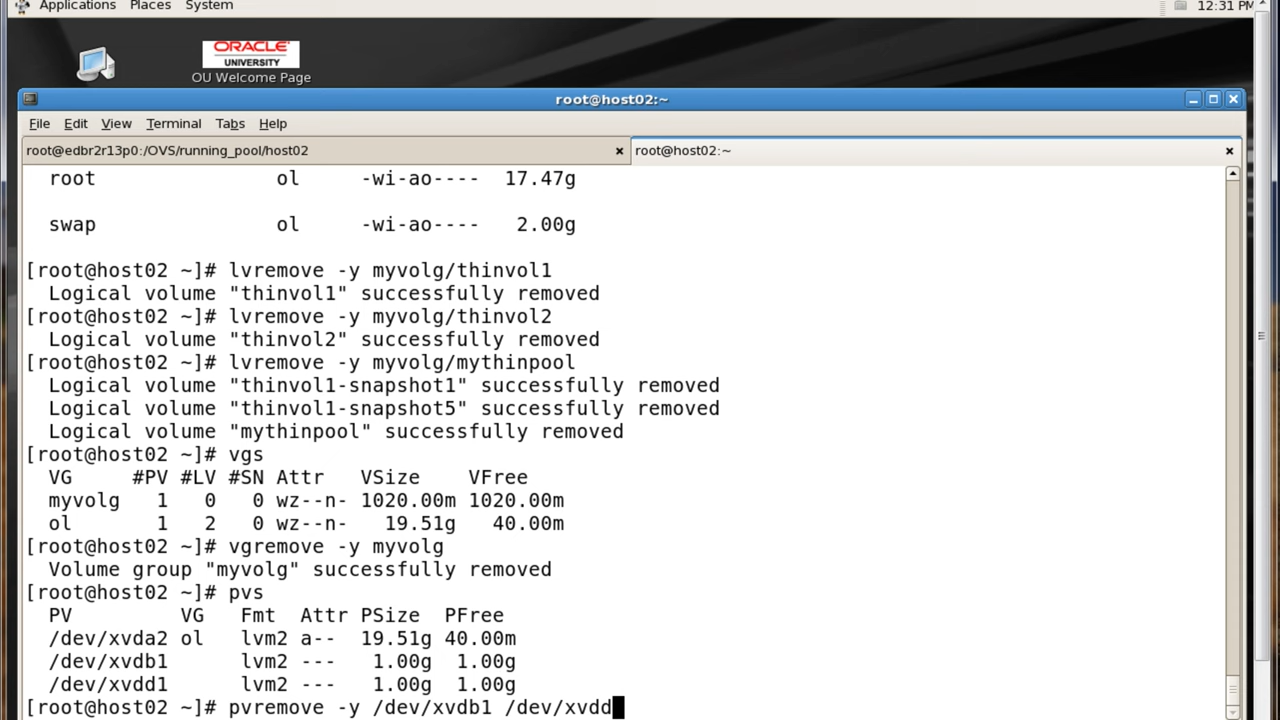 Applications Places System 12:31 PM
ORACLE
UNIVERSITY
OU Welcome Page
root@host02:~
File Edit View Terminal Tabs Help
root@edbr2r13p0:/OVS/running_pool/host02 root@host02:~
root ol -wi-ao---- 17.47g
swap ol -wi-ao---- 2.00g
[root@host02 ~]# lvremove -y myvolg/thinvol1
Logical volume "thinvol1" successfully removed
[root@host02 ~]# lvremove -y myvolg/thinvol2
Logical volume "thinvol2" successfully removed
[root@host02 ~]# lvremove -y myvolg/mythinpool
Logical volume "thinvol1-snapshot1" successfully removed
Logical volume "thinvol1-snapshot5" successfully removed
Logical volume "mythinpool" successfully removed
[root@host02 ~]# vgs
VG #PV #LV #SN Attr VSize VFree
myvolg 1 0 0 wz--n- 1020.00m 1020.00m
ol 1 2 0 wz--n- 19.51g 40.00m
[root@host02 ~]# vgremove -y myvolg
Volume group "myvolg" successfully removed
[root@host02 ~]# pvs
PV VG Fmt Attr PSize PFree
/dev/xvda2 ol lvm2 a-- 19.51g 40.00m
/dev/xvdb1 lvm2 --- 1.00g 1.00g
/dev/xvdd1 lvm2 --- 1.00g 1.00g
[root@host02 ~]# pvremove -y /dev/xvdb1 /dev/xvdd